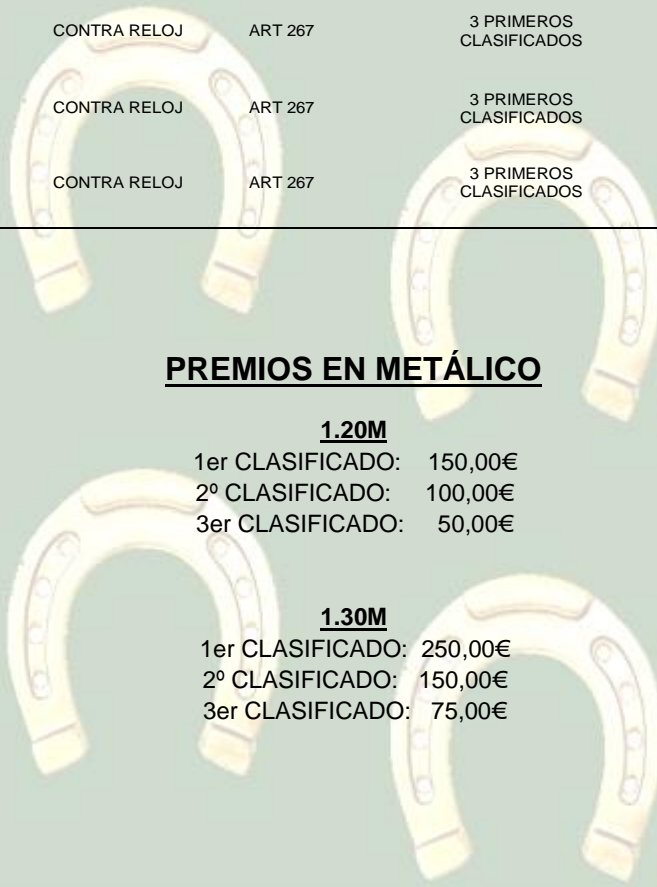 CONTRA RELOJ ART 267 3 PRIMEROS
CLASIFICADOS
CONTRA RELOJ ART 267 3 PRIMEROS
CLASIFICADOS
CONTRA RELOJ ART 267 3 PRIMEROS
CLASIFICADOS
PREMIOS EN METÁLICO
1.20M
1er CLASIFICADO: 150,00€
2º CLASIFICADO: 100,00€
3er CLASIFICADO: 50,00€
1.30M
1er CLASIFICADO: 250,00€
2º CLASIFICADO: 150,00€
3er CLASIFICADO: 75,00€